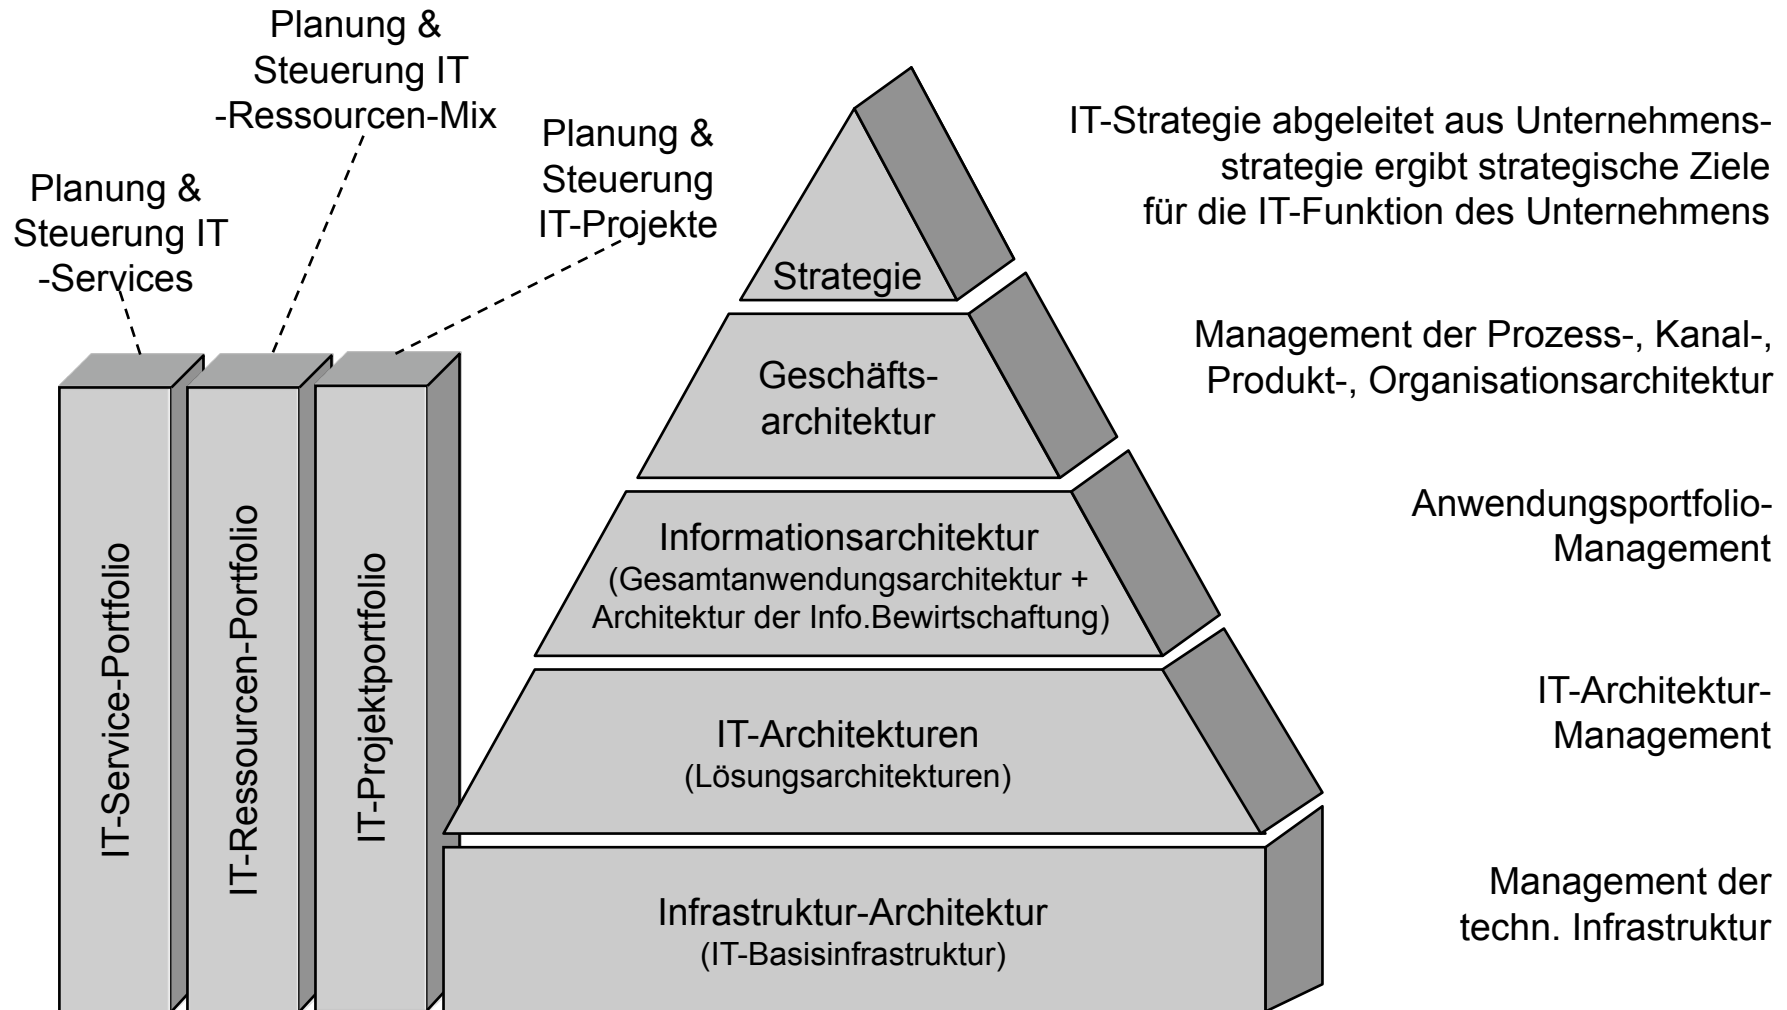 Planung &
Steuerung IT
-Ressourcen-Mix
Planung &
Steuerung IT
-Services
Planung &
Steuerung
IT-Projekte
IT-Service-Portfolio
IT-Ressourcen-Portfolio
IT-Projektportfolio
Strategie
IT-Strategie abgeleitet aus Unternehmens-
strategie ergibt strategische Ziele
für die IT-Funktion des Unternehmens
Geschäfts-
architektur
Management der Prozess-, Kanal-,
Produkt-, Organisationsarchitektur
Informationsarchitektur
(Gesamtanwendungsarchitektur +
Architektur der Info.Bewirtschaftung)
Anwendungsportfolio-
Management
IT-Architekturen
(Lösungsarchitekturen)
IT-Architektur-
Management
Infrastruktur-Architektur
(IT-Basisinfrastruktur)
Management der
techn. Infrastruktur